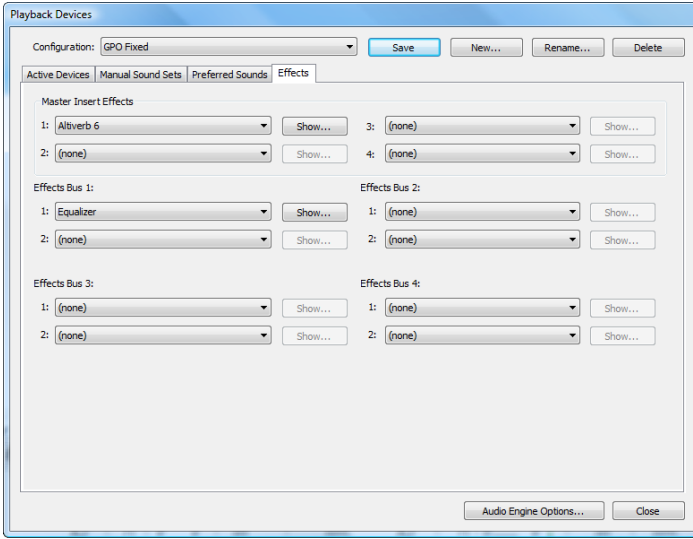 Playback Devices
Configuration: GPO Fixed Save New... Rename... Delete
Active Devices Manual Sound Sets Preferred Sounds Effects
Master Insert Effects
1: Altiverb 6 Show... 3: (none) Show...
2: (none) Show... 4: (none) Show...
Effects Bus 1: Effects Bus 2:
1: Equalizer Show... 1: (none) Show...
2: (none) Show... 2: (none) Show...
Effects Bus 3: Effects Bus 4:
1: (none) Show... 1: (none) Show...
2: (none) Show... 2: (none) Show...
Audio Engine Options... Close